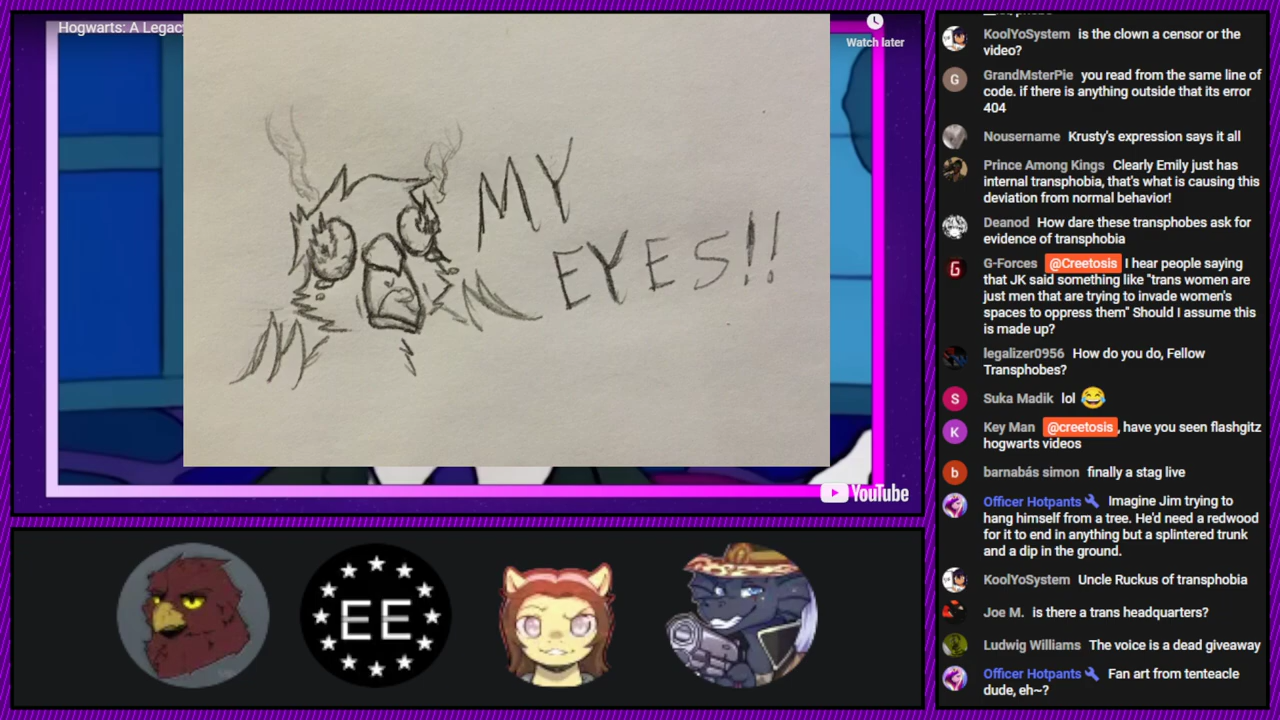 Hogwarts: A Legac
Watch later
MY
EYES!!
YouTube
EE
KoolYoSystem is the clown a censor or the
video?
G
GrandMsterPie you read from the same line of
code. if there is anything outside that its error
404
Nousername Krusty's expression says it all
Prince Among Kings Clearly Emily just has
internal transphobia, that's what is causing this
deviation from normal behavior!
Deanod How dare these transphobes ask for
evidence of transphobia
G-Forces @Creetosis I hear people saying
that JK said something like "trans women are
just men that are trying to invade women's
spaces to oppress them" Should I assume this
is made up?
legalizer0956 How do you do, Fellow
Transphobes?
S
Suka Madik lol 😂
K
Key Man @creetosis, have you seen flashgitz
hogwarts videos
b
barnabás simon finally a stag live
Officer Hotpants Imagine Jim trying to
hang himself from a tree. He'd need a redwood
for it to end in anything but a splintered trunk
and a dip in the ground.
KoolYoSystem Uncle Ruckus of transphobia
Joe M. is there a trans headquarters?
Ludwig Williams The voice is a dead giveaway
Officer Hotpants Fan art from tenteacle
dude, eh~?